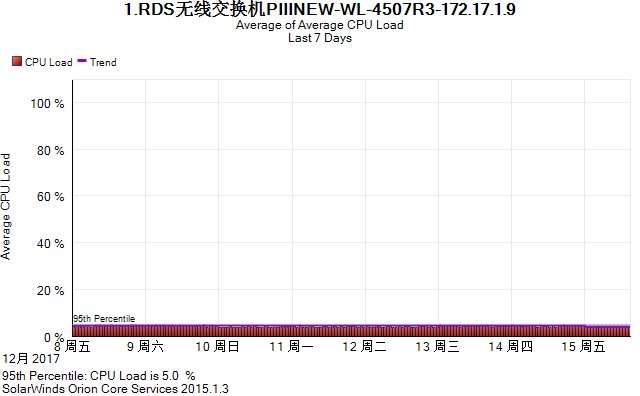 1.RDS无线交换机PIIINEW-WL-4507R3-172.17.1.9
Average of Average CPU Load
Last 7 Days
CPU Load Trend
Average CPU Load
100 %
80 %
60 %
40 %
20 %
95th Percentile
0 %
8 周五 9 周六 10 周日 11 周一 12 周二 13 周三 14 周四 15 周五
12月 2017
95th Percentile: CPU Load is 5.0 %
SolarWinds Orion Core Services 2015.1.3